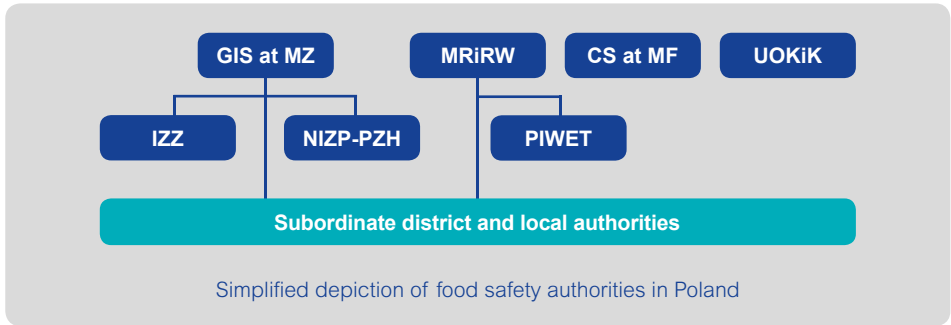 GIS at MZ
MRiRW
CS at MF
UOKiK
IZZ
NIZP-PZH
PIWET
Subordinate district and local authorities
Simplified depiction of food safety authorities in Poland